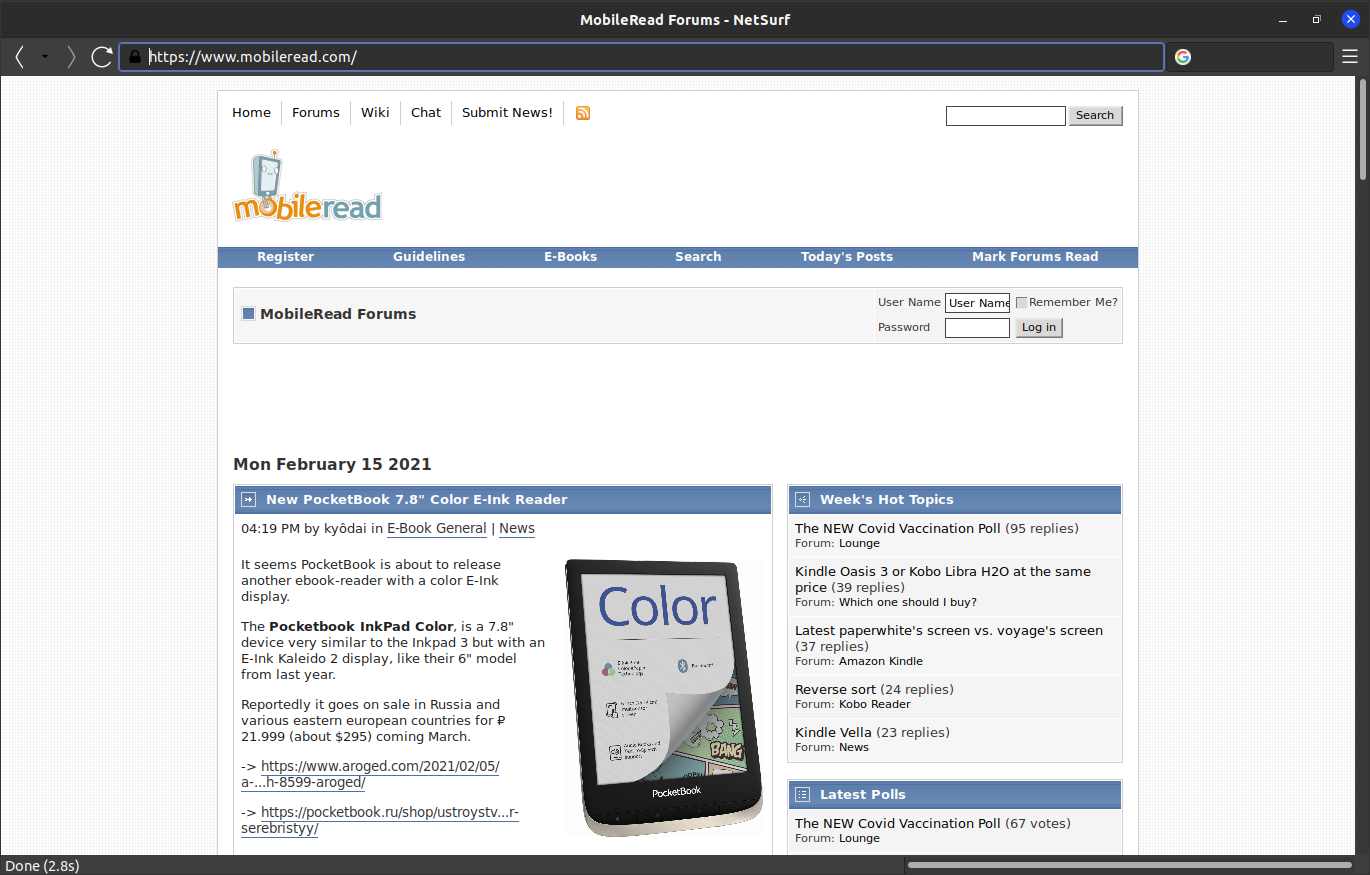 MobileRead Forums - NetSurf
https://www.mobileread.com/
Home
Forums
Wiki
Chat
Submit News!
Search
mobileread
Register
Guidelines
E-Books
Search
Today's Posts
Mark Forums Read
MobileRead Forums
User Name
User Name
Remember Me?
Password
Log in
Mon February 15 2021
New PocketBook 7.8" Color E-Ink Reader
04:19 PM by kyôdai in E-Book General | News
It seems PocketBook is about to release
another ebook-reader with a color E-Ink
display.
The Pocketbook InkPad Color, is a 7.8"
device very similar to the Inkpad 3 but with an
E-Ink Kaleido 2 display, like their 6" model
from last year.
Reportedly it goes on sale in Russia and
various eastern european countries for ₽
21.999 (about $295) coming March.
-> https://www.aroged.com/2021/02/05/
a-...h-8599-aroged/
-> https://pocketbook.ru/shop/ustroystv...r-
serebristyy/
Color
BANG
PocketBook
Week's Hot Topics
The NEW Covid Vaccination Poll (95 replies)
Forum: Lounge
Kindle Oasis 3 or Kobo Libra H2O at the same
price (39 replies)
Forum: Which one should I buy?
Latest paperwhite's screen vs. voyage's screen
(37 replies)
Forum: Amazon Kindle
Reverse sort (24 replies)
Forum: Kobo Reader
Kindle Vella (23 replies)
Forum: News
Latest Polls
The NEW Covid Vaccination Poll (67 votes)
Forum: Lounge
Done (2.8s)